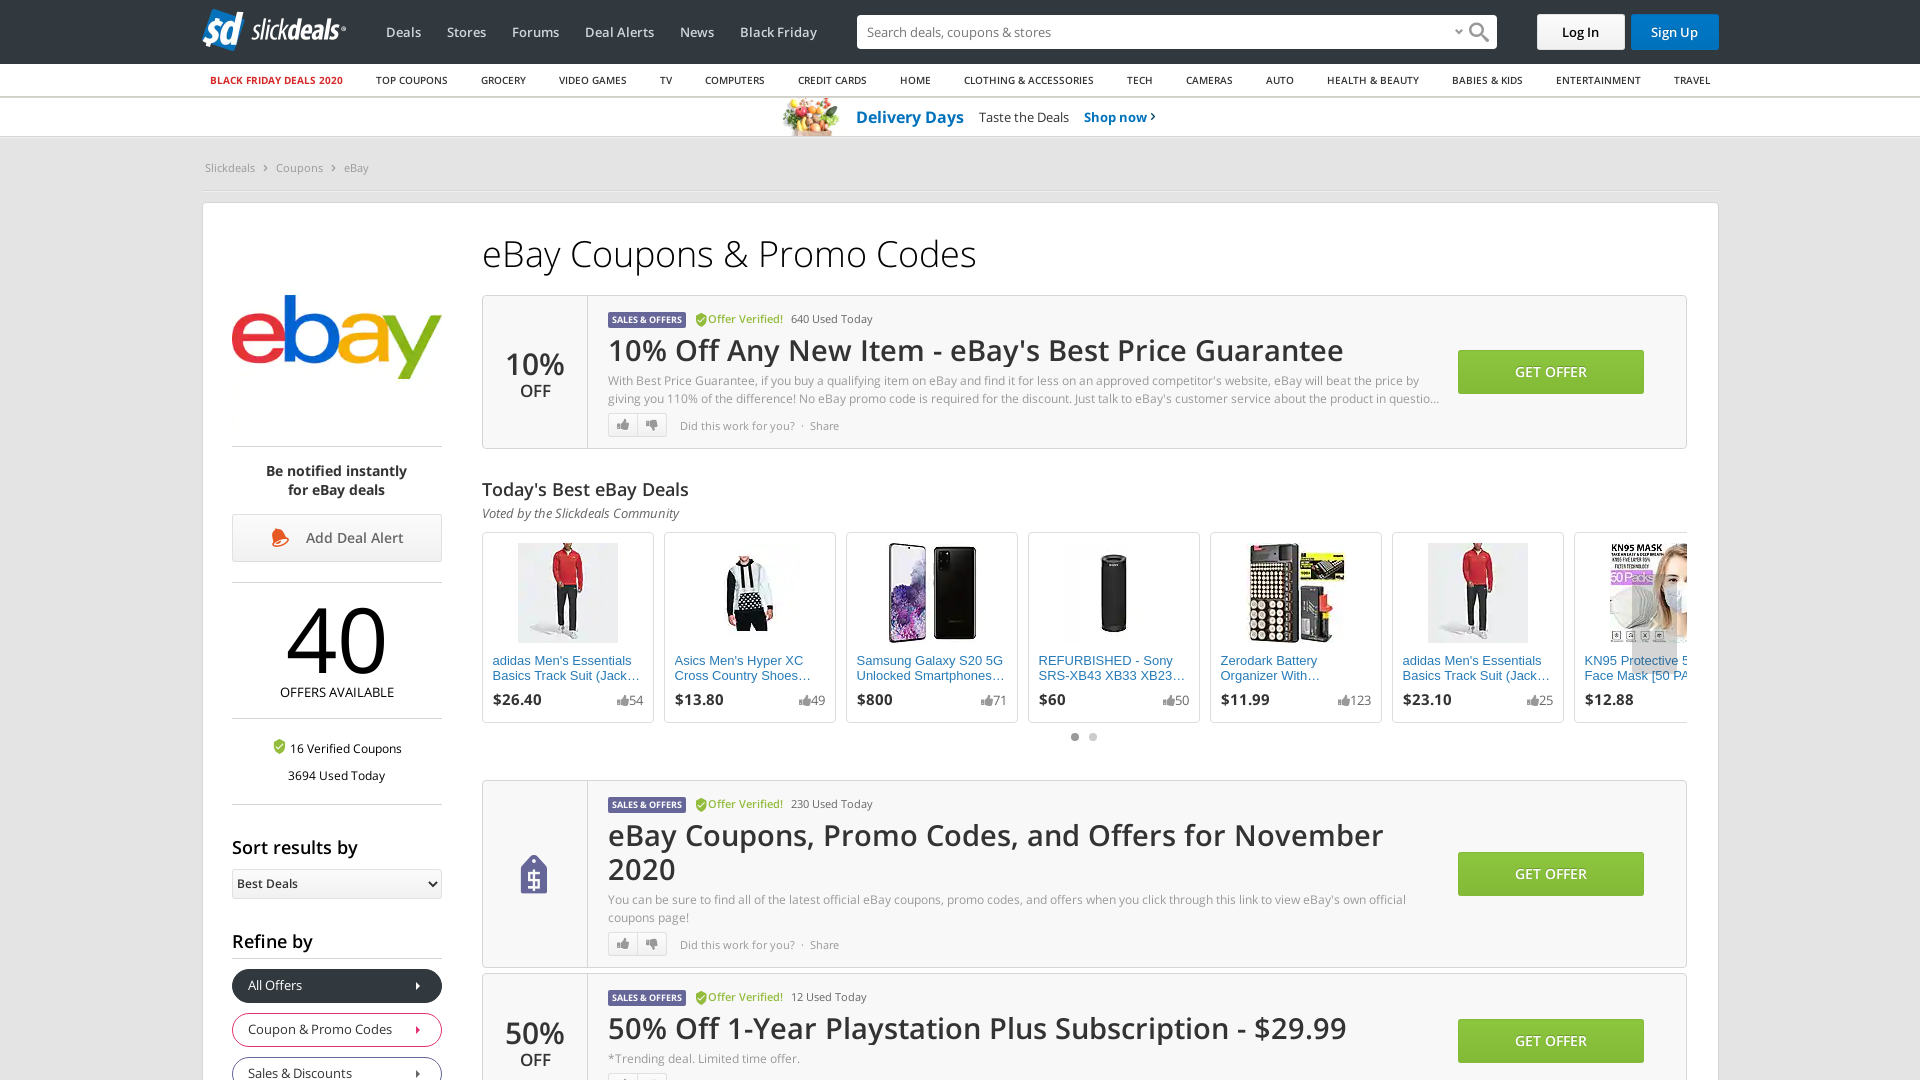 slickdeals
Deals
Stores
Forums
Deal Alerts
News
Black Friday
Search deals, coupons & stores
Log In
Sign Up
BLACK FRIDAY DEALS 2020
TOP COUPONS
GROCERY
VIDEO GAMES
TV
COMPUTERS
CREDIT CARDS
HOME
CLOTHING & ACCESSORIES
TECH
CAMERAS
AUTO
HEALTH & BEAUTY
BABIES & KIDS
ENTERTAINMENT
TRAVEL
Delivery Days Taste the Deals Shop now
Slickdeals > Coupons > eBay
ebay
Be notified instantly
for eBay deals
Add Deal Alert
40
OFFERS AVAILABLE
16 Verified Coupons
3694 Used Today
Sort results by
Best Deals
Refine by
All Offers
Coupon & Promo Codes
Sales & Discounts
eBay Coupons & Promo Codes
10%
OFF
SALES & OFFERS Offer Verified! 640 Used Today
10% Off Any New Item - eBay's Best Price Guarantee
With Best Price Guarantee, if you buy a qualifying item on eBay and find it for less on an approved competitor's website, eBay will beat the price by
giving you 110% of the difference! No eBay promo code is required for the discount. Just talk to eBay's customer service about the product in questio...
Did this work for you? · Share
GET OFFER
Today's Best eBay Deals
Voted by the Slickdeals Community
adidas Men's Essentials
Basics Track Suit (Jack...
$26.40 54
Asics Men's Hyper XC
Cross Country Shoes...
$13.80 49
Samsung Galaxy S20 5G
Unlocked Smartphones...
$800 71
SONY
REFURBISHED - Sony
SRS-XB43 XB33 XB23...
$60 50
Zerodark Battery
Organizer With...
$11.99 123
adidas Men's Essentials
Basics Track Suit (Jack...
$23.10 25
KN95 MASK
50 Packs
KN95 Protective 5
Face Mask [50 PA
$12.88
SALES & OFFERS Offer Verified! 230 Used Today
eBay Coupons, Promo Codes, and Offers for November
2020
You can be sure to find all of the latest official eBay coupons, promo codes, and offers when you click through this link to view eBay's own official
coupons page!
Did this work for you? · Share
GET OFFER
50%
OFF
SALES & OFFERS Offer Verified! 12 Used Today
50% Off 1-Year Playstation Plus Subscription - $29.99
*Trending deal. Limited time offer.
GET OFFER